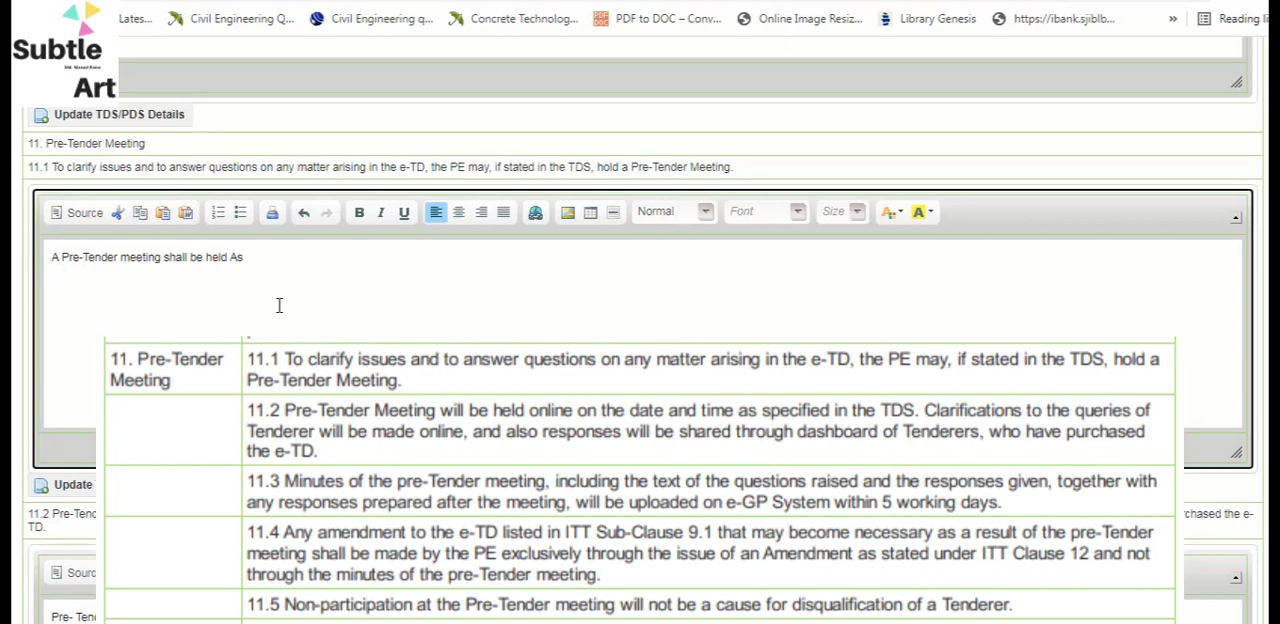 Lates...
Civil Engineering Q...
Civil Engineering q...
Concrete Technolog...
PDF to DOC – Conv...
Online Image Resiz...
Library Genesis
https://ibank.sjiblb...
»
Reading li
Subtle
Art
Update TDS/PDS Details
11. Pre-Tender Meeting
11.1 To clarify issues and to answer questions on any matter arising in the e-TD, the PE may, if stated in the TDS, hold a Pre-Tender Meeting.
Source
B I U
Normal
Font
Size
A Pre-Tender meeting shall be held As
11. Pre-Tender
Meeting
11.1 To clarify issues and to answer questions on any matter arising in the e-TD, the PE may, if stated in the TDS, hold a
Pre-Tender Meeting.
11.2 Pre-Tender Meeting will be held online on the date and time as specified in the TDS. Clarifications to the queries of
Tenderer will be made online, and also responses will be shared through dashboard of Tenderers, who have purchased
the e-TD.
11.3 Minutes of the pre-Tender meeting, including the text of the questions raised and the responses given, together with
any responses prepared after the meeting, will be uploaded on e-GP System within 5 working days.
11.4 Any amendment to the e-TD listed in ITT Sub-Clause 9.1 that may become necessary as a result of the pre-Tender
meeting shall be made by the PE exclusively through the issue of an Amendment as stated under ITT Clause 12 and not
through the minutes of the pre-Tender meeting.
11.5 Non-participation at the Pre-Tender meeting will not be a cause for disqualification of a Tenderer.
Update
11.2 Pre-Tenc
rchased the e-
TD.
Sourc
Pre- Tenc